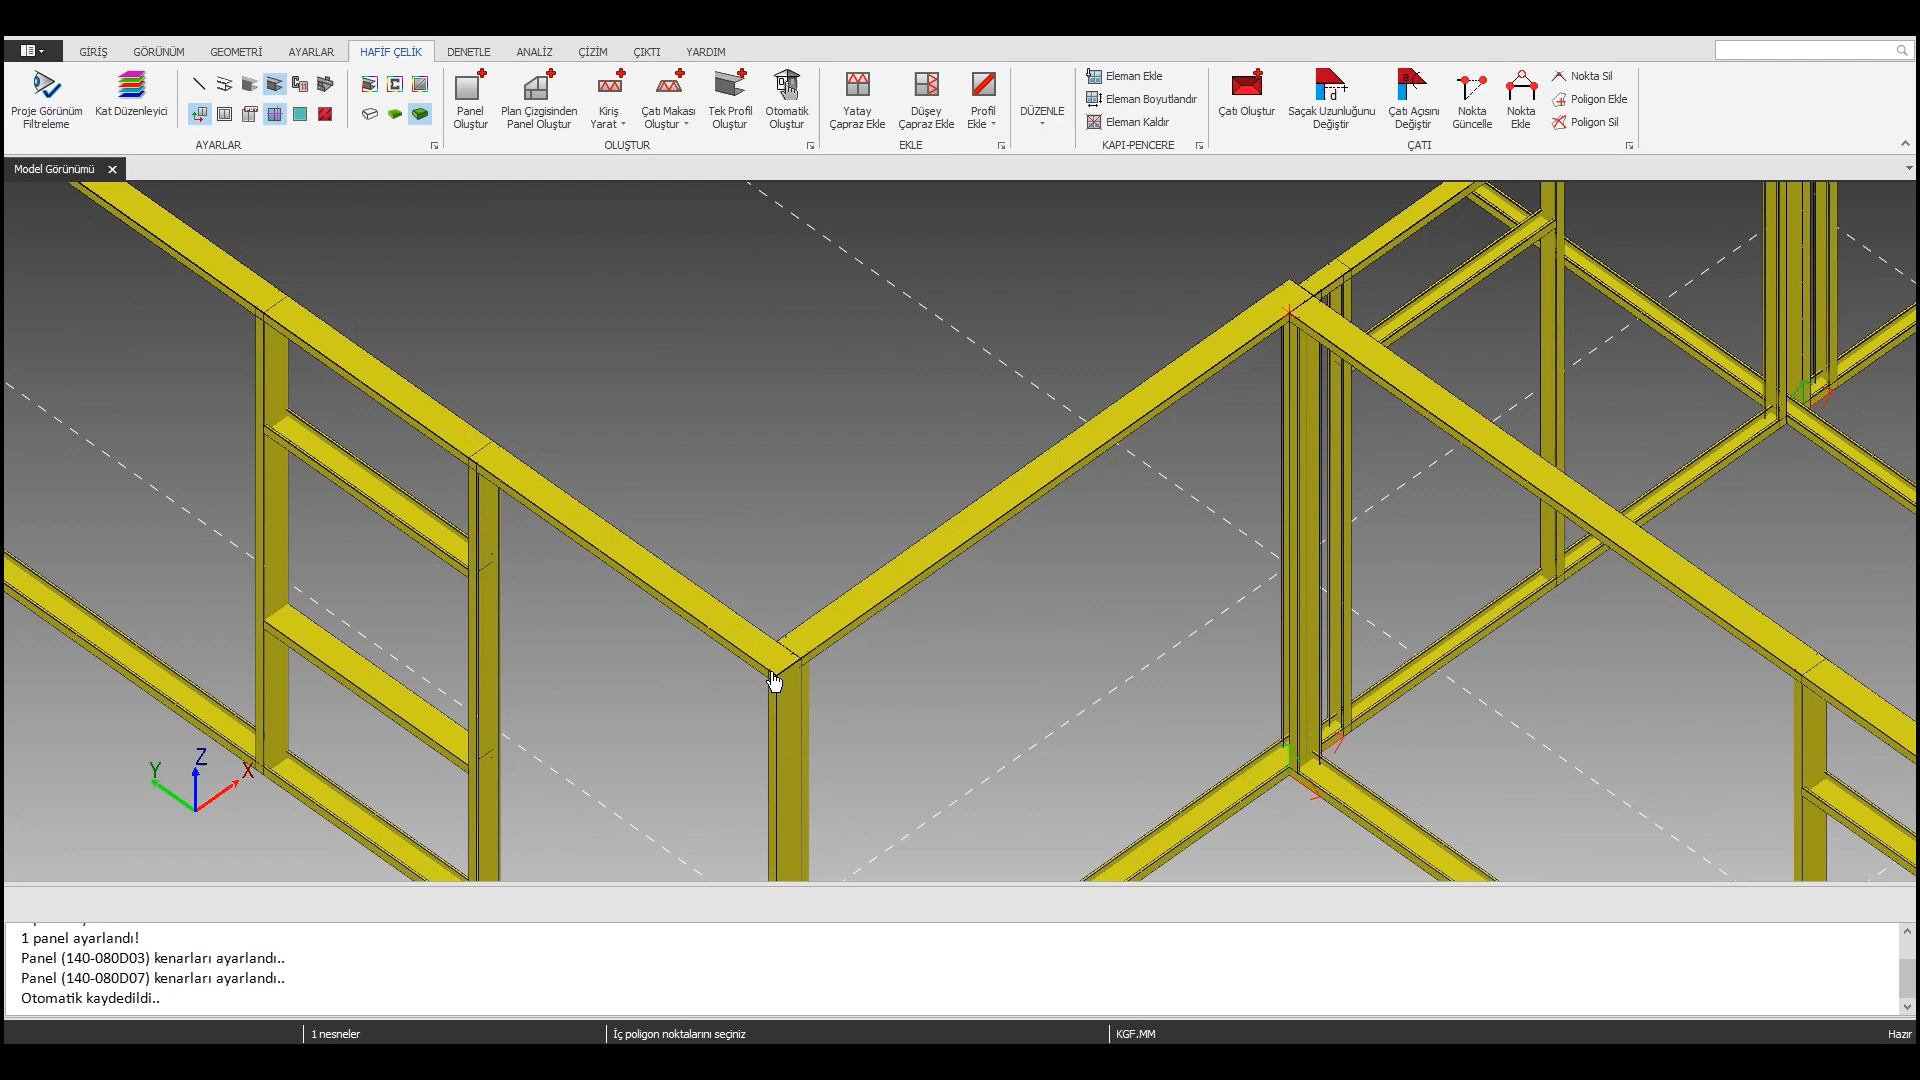 GİRİŞ GÖRÜNÜM GEOMETRİ AYARLAR HAFİF ÇELİK DENETLE ANALİZ ÇİZİM ÇIKTI YARDIM
Proje Görünüm Filtreleme
Kat Düzenleyici
AYARLAR
Panel Oluştur
Plan Çizgisinden Panel Oluştur
Kiriş Yarat
Çatı Makası Oluştur
Tek Profil Oluştur
Otomatik Oluştur
OLUŞTUR
Yatay Çapraz Ekle
Düşey Çapraz Ekle
Profil Ekle
EKLE
DÜZENLE
Eleman Ekle
Eleman Boyutlandır
Eleman Kaldır
KAPI-PENCERE
Çatı Oluştur
d
Saçak Uzunluğunu Değiştir
a
Çatı Açısını Değiştir
Nokta Güncelle
Nokta Ekle
Nokta Sil
Poligon Ekle
Poligon Sil
ÇATI
Model Görünümü
Y
Z
X
1 panel ayarlandı!
Panel (140-080D03) kenarları ayarlandı..
Panel (140-080D07) kenarları ayarlandı..
Otomatik kaydedildi..
1 nesneler
İç poligon noktalarını seçiniz
KGF.MM
Hazır